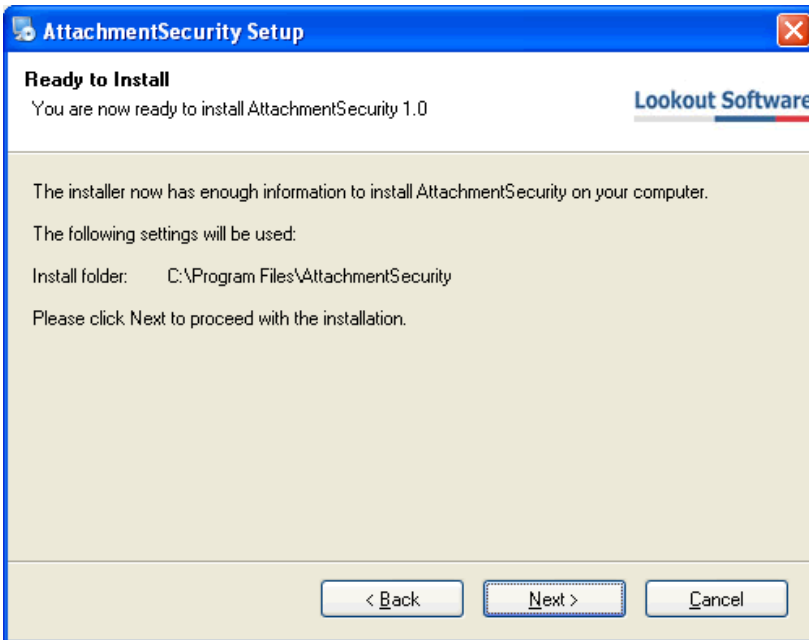 AttachmentSecurity Setup
Ready to Install
You are now ready to install AttachmentSecurity 1.0
Lookout Software
The installer now has enough information to install AttachmentSecurity on your computer.
The following settings will be used:
Install folder: C:\Program Files\AttachmentSecurity
Please click Next to proceed with the installation.
< Back Next > Cancel